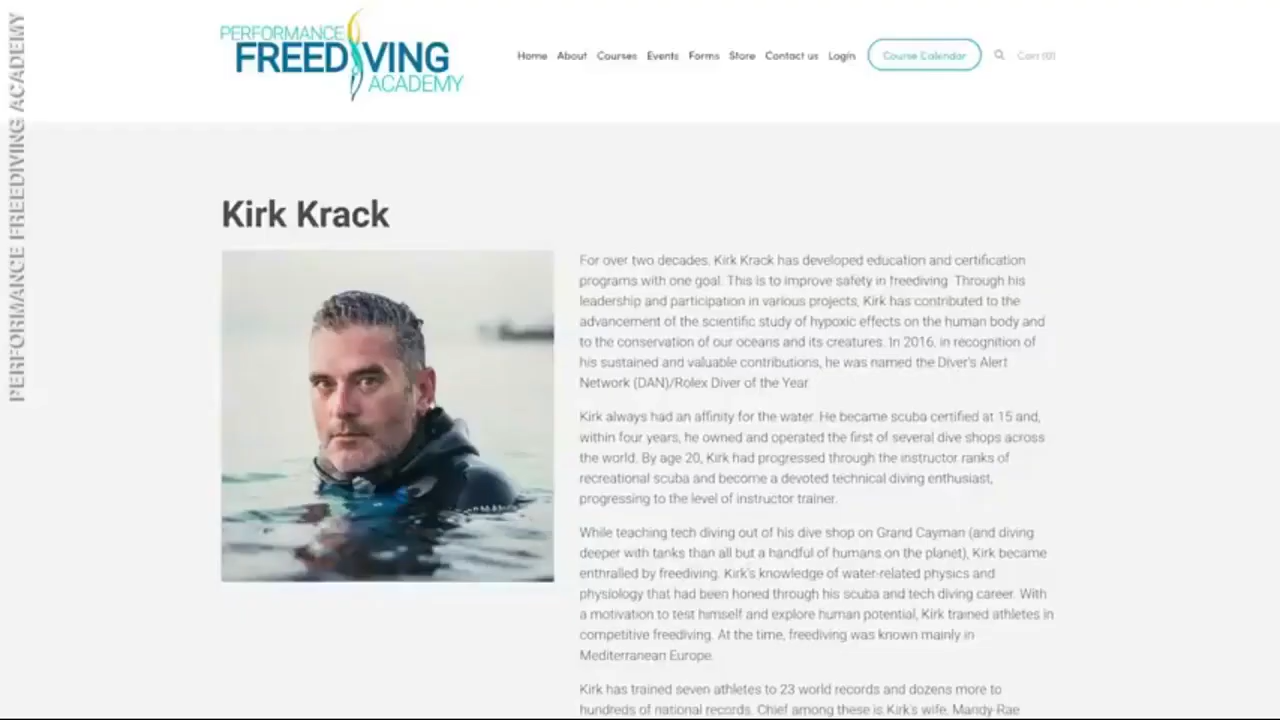 PERFORMANCE FREEDIVING ACADEMY
PERFORMANCE
FREEDIVING
ACADEMY
Home About Courses Events Forms Store Contact us Login Course Calendar Cart (0)
Kirk Krack
For over two decades, Kirk Krack has developed education and certification
programs with one goal. This is to improve safety in freediving. Through his
leadership and participation in various projects, Kirk has contributed to the
advancement of the scientific study of hypoxic effects on the human body and
to the conservation of our oceans and its creatures. In 2016, in recognition of
his sustained and valuable contributions, he was named the Diver's Alert
Network (DAN)/Rolex Diver of the Year.
Kirk always had an affinity for the water. He became scuba certified at 15 and,
within four years, he owned and operated the first of several dive shops across
the world. By age 20, Kirk had progressed through the instructor ranks of
recreational scuba and become a devoted technical diving enthusiast,
progressing to the level of instructor trainer.
While teaching tech diving out of his dive shop on Grand Cayman (and diving
deeper with tanks than all but a handful of humans on the planet), Kirk became
enthralled by freediving. Kirk's knowledge of water-related physics and
physiology that had been honed through his scuba and tech diving career. With
a motivation to test himself and explore human potential, Kirk trained athletes in
competitive freediving. At the time, freediving was known mainly in
Mediterranean Europe.
Kirk has trained seven athletes to 23 world records and dozens more to
hundreds of national records. Chief among these is Kirk's wife, Mandy-Rae